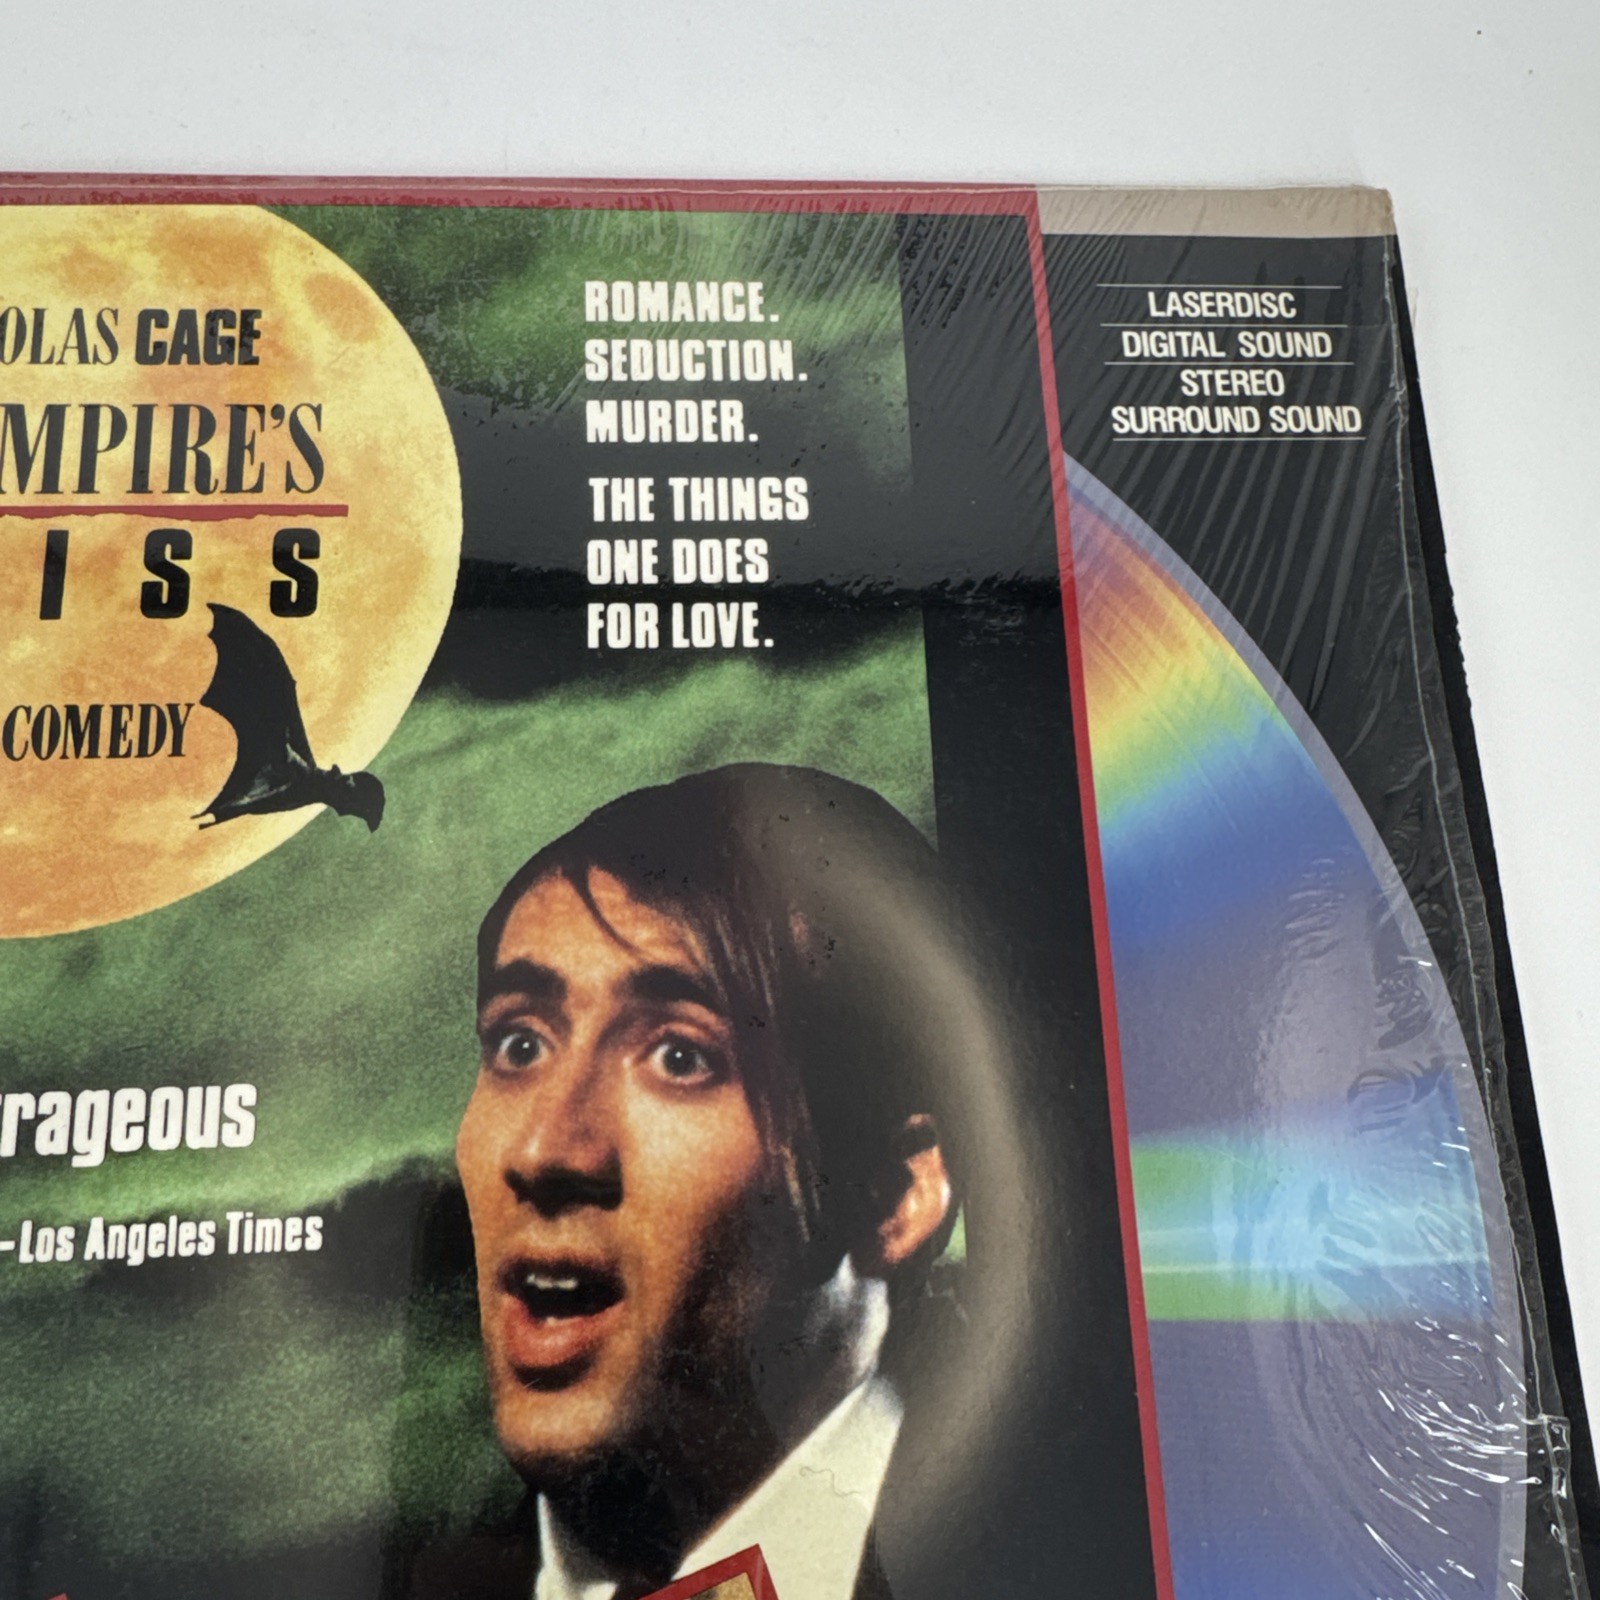 OLAS CAGE
MPIRE'S
ISS
COMEDY
ROMANCE.
SEDUCTION.
MURDER.
THE THINGS
ONE DOES
FOR LOVE.
LASERDISC
DIGITAL SOUND
STEREO
SURROUND SOUND
rageous
–Los Angeles Times